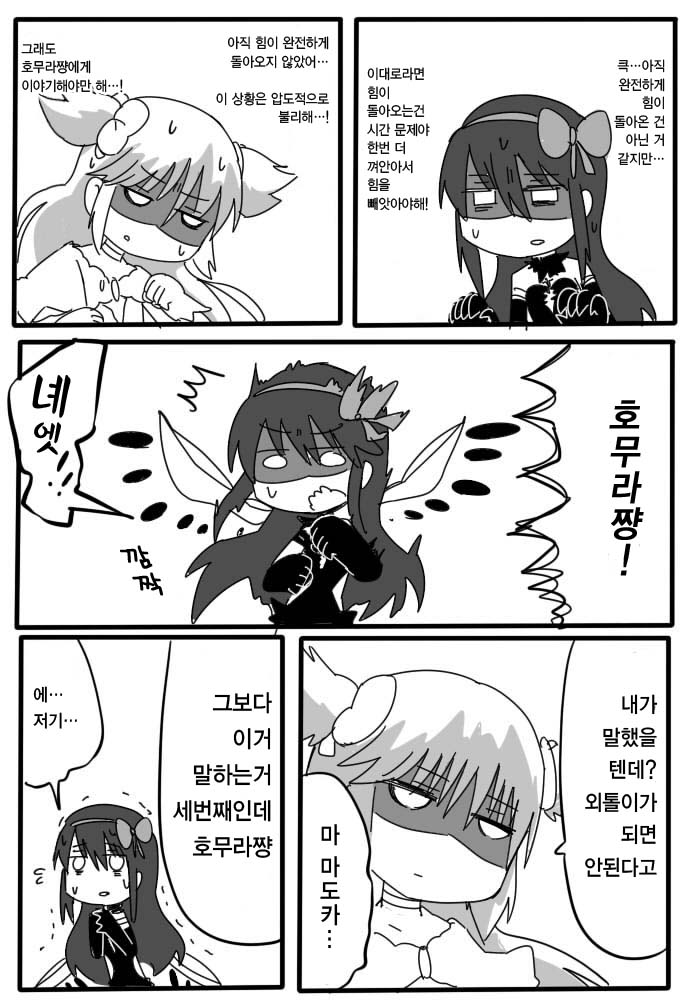 큭…아직
완전하게
힘이
돌아온 건
아닌 거
같지만…
이대로라면
힘이
돌아오는건
시간 문제야
한번 더
껴안아서
힘을
빼앗아야해!
아직 힘이 완전하게
돌아오지 않았어…
이 상황은 압도적으로
불리해…!
그래도
호무라쨩에게
이야기해야만 해…!
호무라쨩!
녜
엣!!
깜짝
내가
말했을
텐데?
외톨이가
되면
안된다고
마
마도카…
그보다
이거
말하는거
세번째인데
호무라쨩
에…
저기…